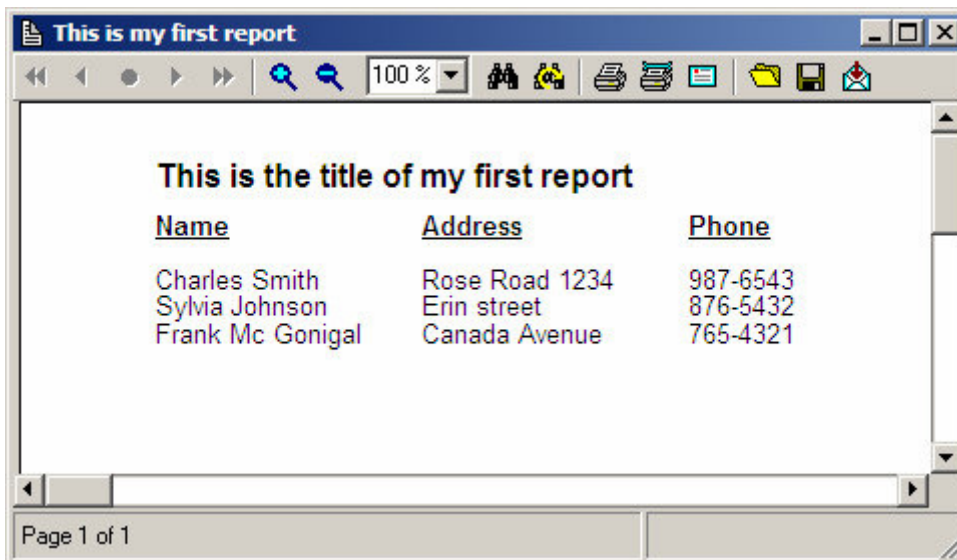 This is my first report
100 %
This is the title of my first report
Name Address Phone
Charles Smith Rose Road 1234 987-6543
Sylvia Johnson Erin street 876-5432
Frank Mc Gonigal Canada Avenue 765-4321
Page 1 of 1